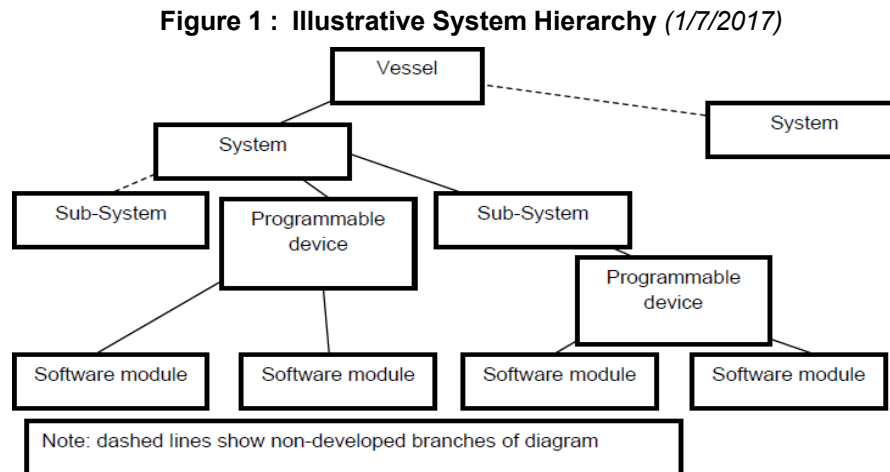 Figure 1 : Illustrative System Hierarchy (1/7/2017)
Vessel
System
System
Sub-System
Programmable
device
Sub-System
Programmable
device
Software module
Software module
Software module
Software module
Note: dashed lines show non-developed branches of diagram